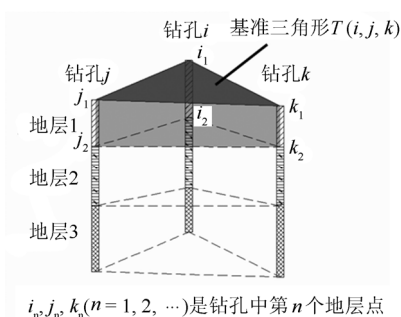 钻孔i 基准三角形T (i, j, k)
i₁
钻孔j 钻孔k
j₁ k₁
地层1 i₂
j₂ k₂
地层2
地层3
iₙ, jₙ, kₙ(n = 1, 2, ···)是钻孔中第 n 个地层点